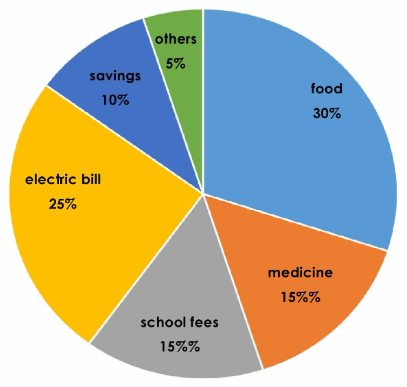 others
5%
savings
10%
food
30%
electric bill
25%
medicine
15%%
school fees
15%%